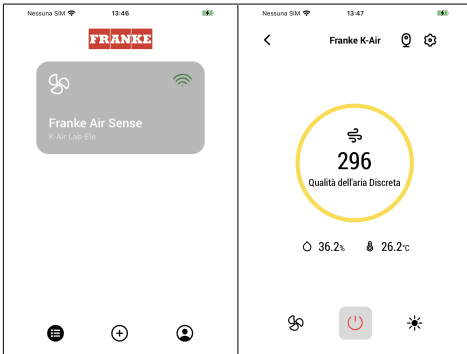 Nessuna SIM 13:46
FRANKE
Franke Air Sense
K-Air Lab-Ele
Nessuna SIM 13:47
Franke K-Air
296
Qualità dell'aria Discreta
36.2% 26.2°C